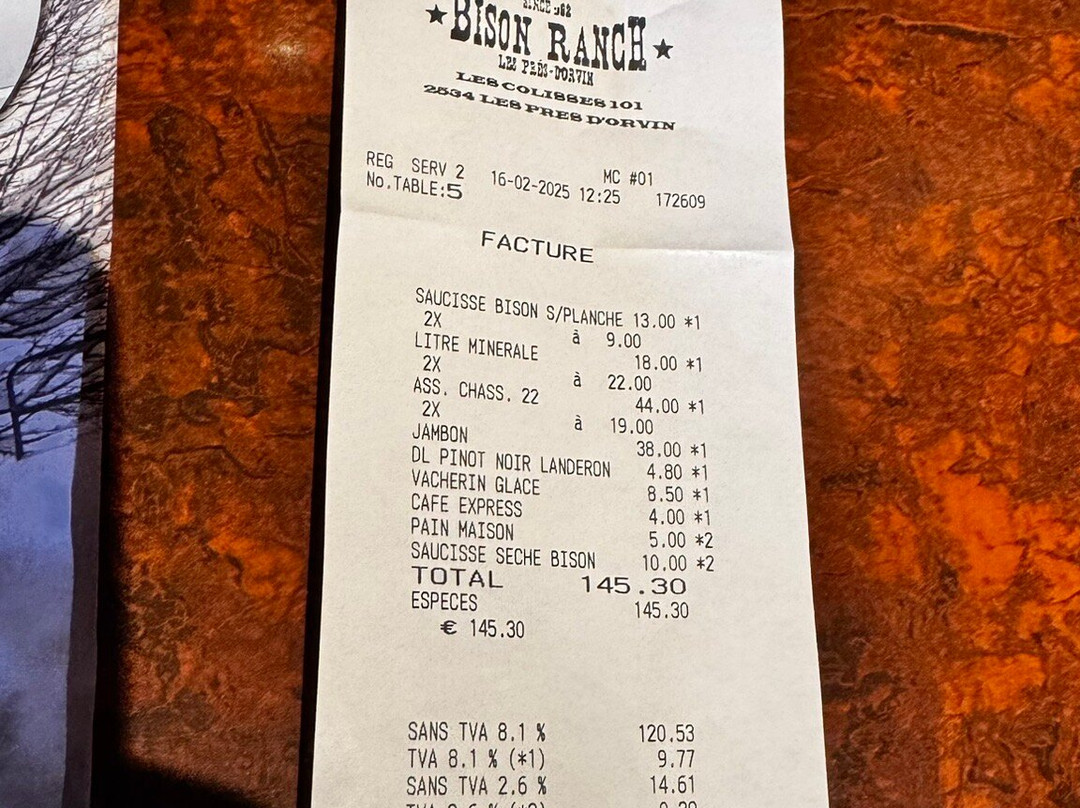 SINCE 982
★ BISON RANCH ★
LES PRÉS-D'ORVIN
LES COLISSES 101
2534 LES PRES D'ORVIN
REG SERV 2 MC #01
No.TABLE:5 16-02-2025 12:25 172609
FACTURE
SAUCISSE BISON S/PLANCHE 13.00 *1
2X à 9.00
LITRE MINERALE 18.00 *1
2X à 22.00
ASS. CHASS. 22 44.00 *1
2X à 19.00
JAMBON 38.00 *1
DL PINOT NOIR LANDERON 4.80 *1
VACHERIN GLACE 8.50 *1
CAFE EXPRESS 4.00 *1
PAIN MAISON 5.00 *2
SAUCISSE SECHE BISON 10.00 *2
TOTAL 145.30
ESPECES 145.30
€ 145.30
SANS TVA 8.1 % 120.53
TVA 8.1 % (*1) 9.77
SANS TVA 2.6 % 14.61